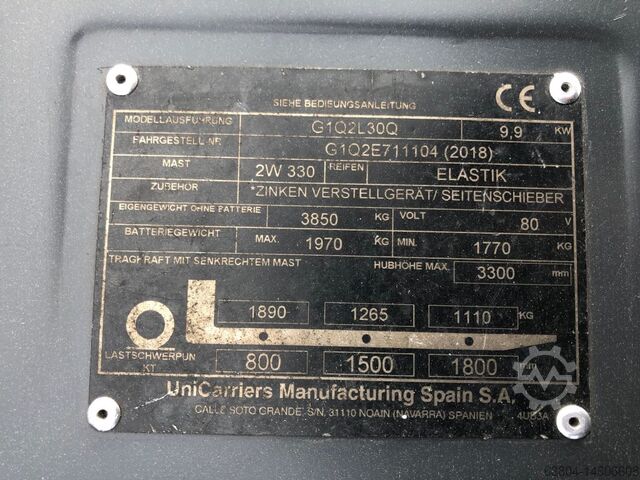 SIEHE BEDIENUNGSANLEITUNG CE
MODELLAUSFÜHRUNG G1Q2L30Q 9,9 KW
FAHRGESTELL NR. G1Q2E711104 (2018)
MAST 2W 330 REIFEN ELASTIK
ZUBEHÖR *ZINKEN VERSTELLGERÄT/ SEITENSCHIEBER
EIGENGEWICHT OHNE BATTERIE 3850 KG VOLT 80 V
BATTERIEGEWICHT MAX. 1970 KG MIN. 1770 KG
TRAGKRAFT MIT SENKRECHTEM MAST HUBHÖHE MAX. 3300 mm
1890 1265 1110 KG
LASTSCHWERPUN
KT 800 1500 1800
UniCarriers Manufacturing Spain S.A.
CALLE SOTO GRANDE, S/N, 31110 NOAIN (NAVARRA) SPANIEN